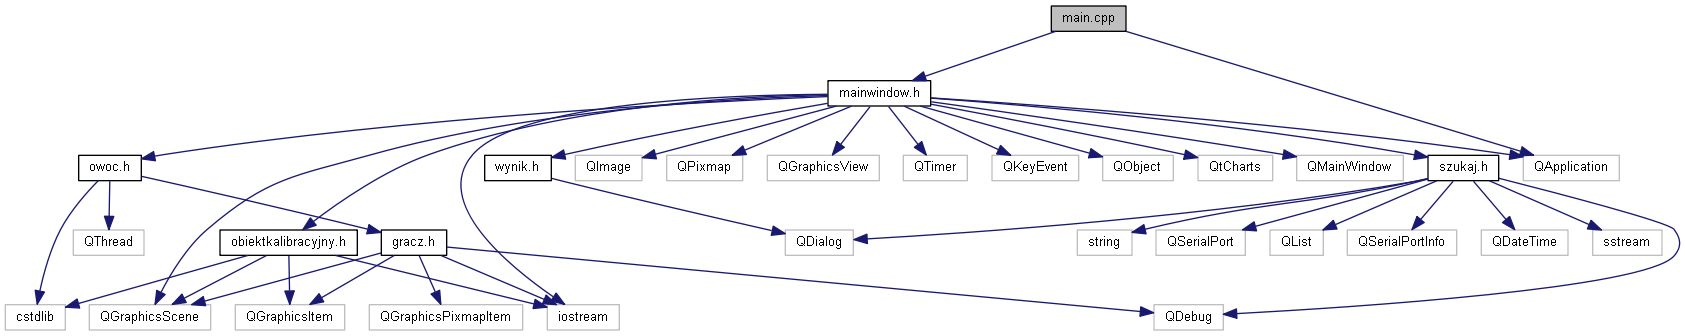 main.cpp
mainwindow.h
owoc.h
wynik.h
QImage
QPixmap
QGraphicsView
QTimer
QKeyEvent
QObject
QtCharts
QMainWindow
szukaj.h
QApplication
QThread
obiektkalibracyjny.h
gracz.h
QDialog
string
QSerialPort
QList
QSerialPortInfo
QDateTime
sstream
cstdlib
QGraphicsScene
QGraphicsItem
QGraphicsPixmapItem
iostream
QDebug